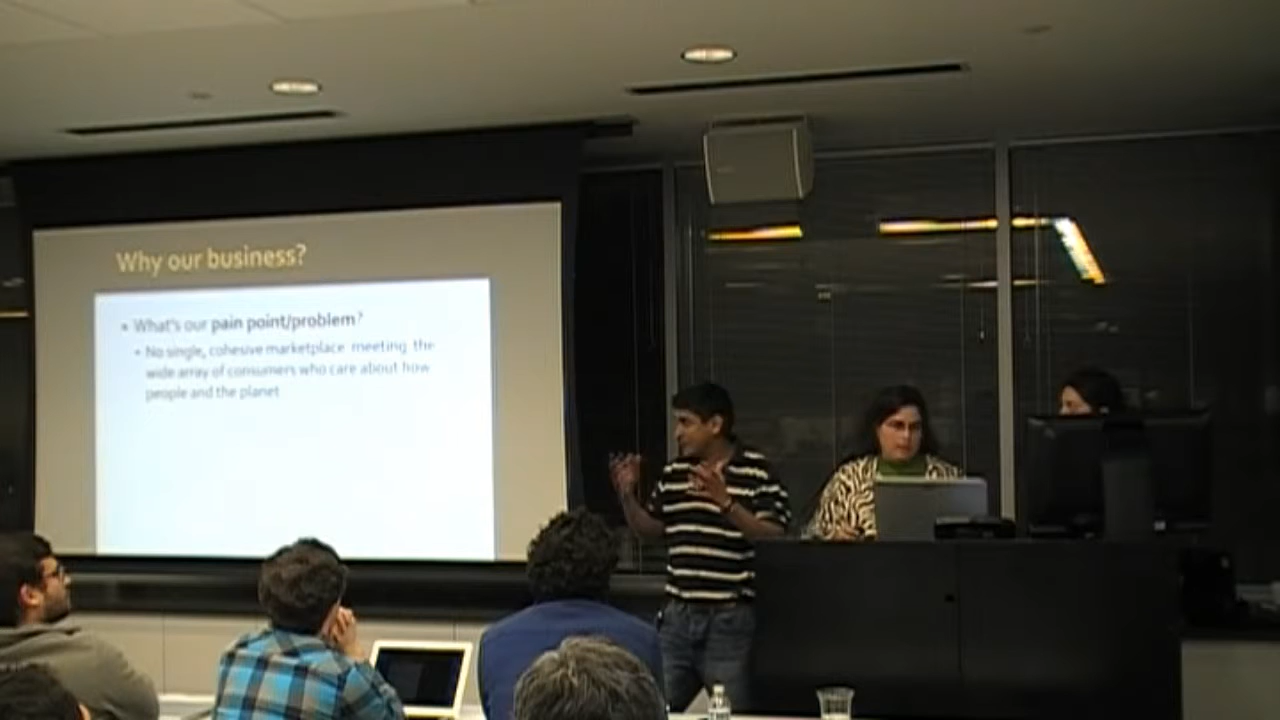 Why our business?
• What's our pain point/problem?
• No single, cohesive marketplace meeting the
wide array of consumers who care about how
people and the planet